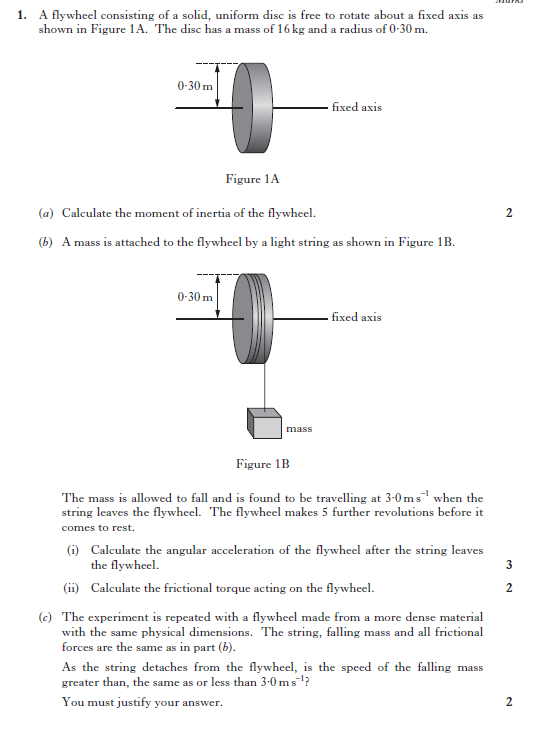 1. A flywheel consisting of a solid, uniform disc is free to rotate about a fixed axis as
shown in Figure 1A. The disc has a mass of 16 kg and a radius of 0·30 m.
0·30 m
fixed axis
Figure 1A
(a) Calculate the moment of inertia of the flywheel. 2
(b) A mass is attached to the flywheel by a light string as shown in Figure 1B.
0·30 m
fixed axis
mass
Figure 1B
The mass is allowed to fall and is found to be travelling at 3·0 m s⁻¹ when the
string leaves the flywheel. The flywheel makes 5 further revolutions before it
comes to rest.
(i) Calculate the angular acceleration of the flywheel after the string leaves
the flywheel. 3
(ii) Calculate the frictional torque acting on the flywheel. 2
(c) The experiment is repeated with a flywheel made from a more dense material
with the same physical dimensions. The string, falling mass and all frictional
forces are the same as in part (b).
As the string detaches from the flywheel, is the speed of the falling mass
greater than, the same as or less than 3·0 m s⁻¹?
You must justify your answer. 2